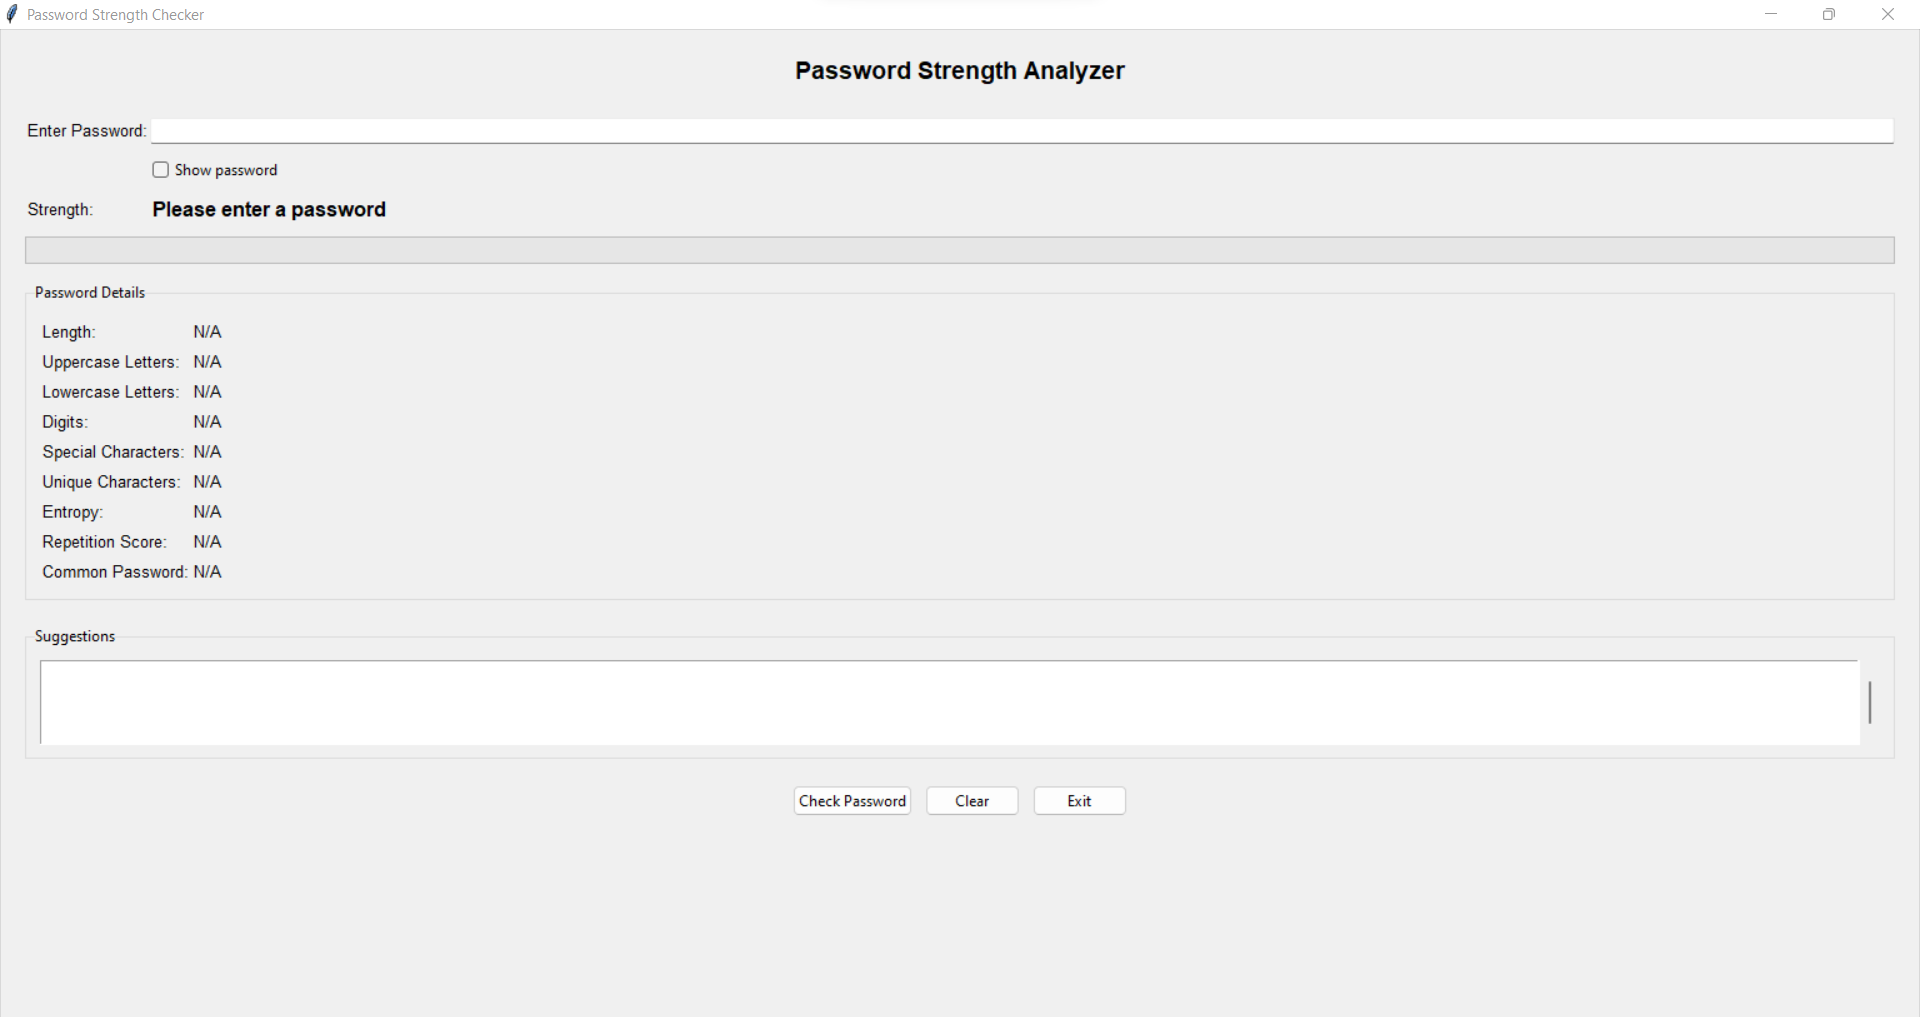 Password Strength Checker
Password Strength Analyzer
Enter Password:
Show password
Strength: Please enter a password
Password Details
Length: N/A
Uppercase Letters: N/A
Lowercase Letters: N/A
Digits: N/A
Special Characters: N/A
Unique Characters: N/A
Entropy: N/A
Repetition Score: N/A
Common Password: N/A
Suggestions
Check Password Clear Exit